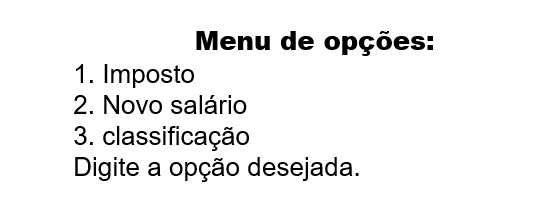 Menu de opções:
1. Imposto
2. Novo salário
3. classificação
Digite a opção desejada.